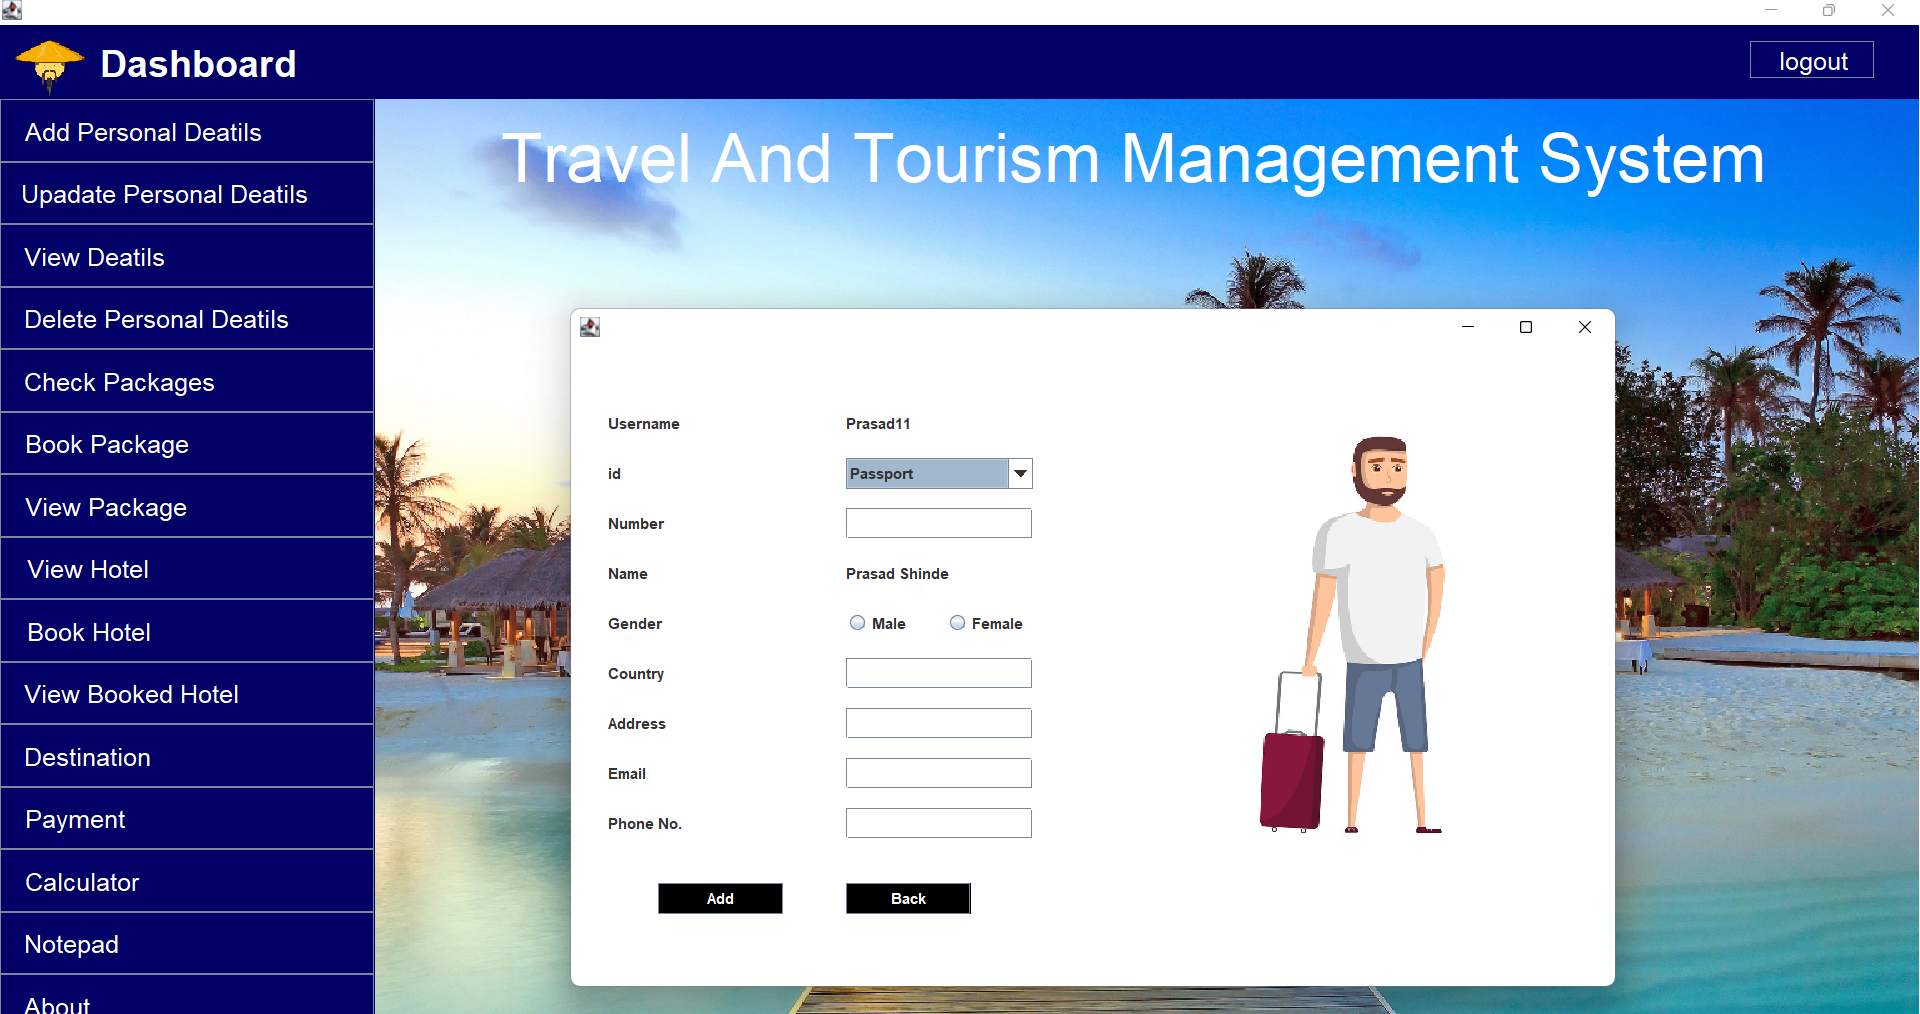 Dashboard
logout
Add Personal Deatils
Upadate Personal Deatils
View Deatils
Delete Personal Deatils
Check Packages
Book Package
View Package
View Hotel
Book Hotel
View Booked Hotel
Destination
Payment
Calculator
Notepad
About
Travel And Tourism Management System
Username Prasad11
id Passport
Number
Name Prasad Shinde
Gender Male Female
Country
Address
Email
Phone No.
Add Back